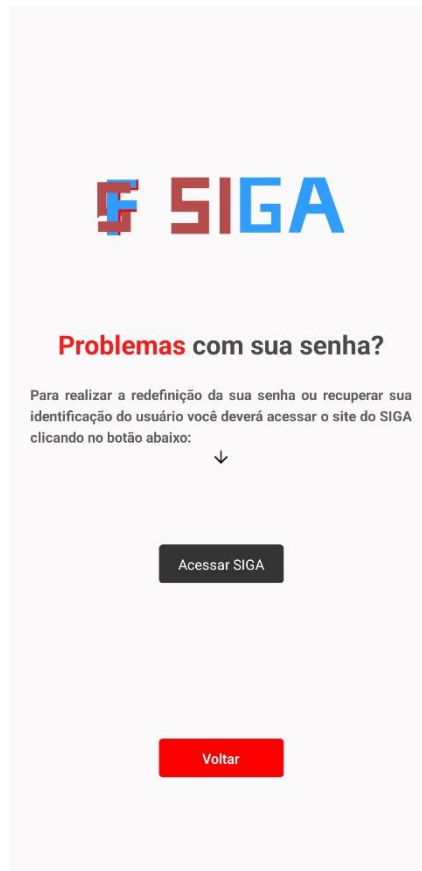 SF SIGA
Problemas com sua senha?
Para realizar a redefinição da sua senha ou recuperar sua
identificação do usuário você deverá acessar o site do SIGA
clicando no botão abaixo:
Acessar SIGA
Voltar